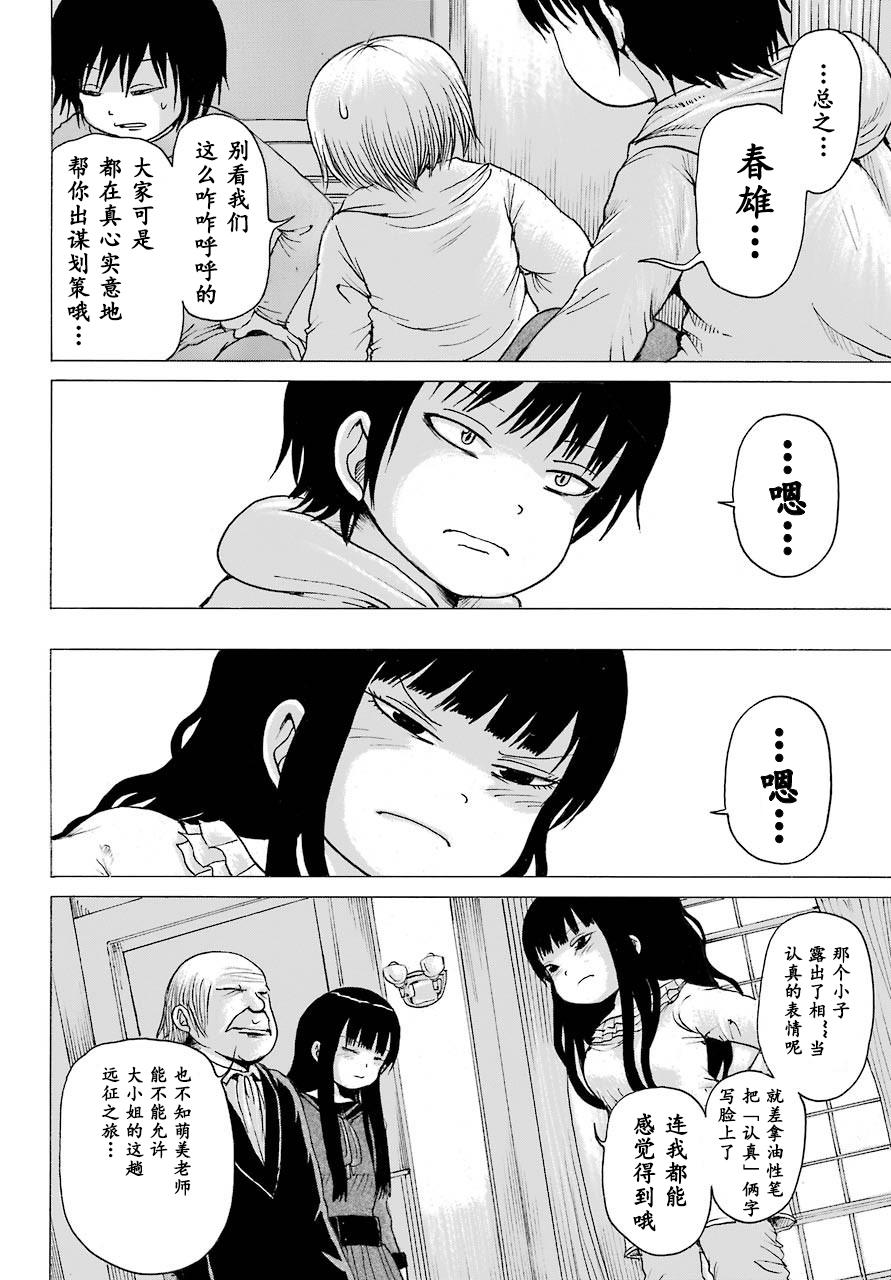 …总之…
春雄…
别看我们
这么咋咋呼呼的
大家可是
都在真心实意地
帮你出谋划策哦…
…嗯…
…嗯…
那个小子
露出了相~~当
认真的表情呢
就差拿油性笔
把「认真」俩字
写脸上了
连我都能
感觉得到哦
也不知萌美老师
能不能允许
大小姐的这趟
远征之旅…